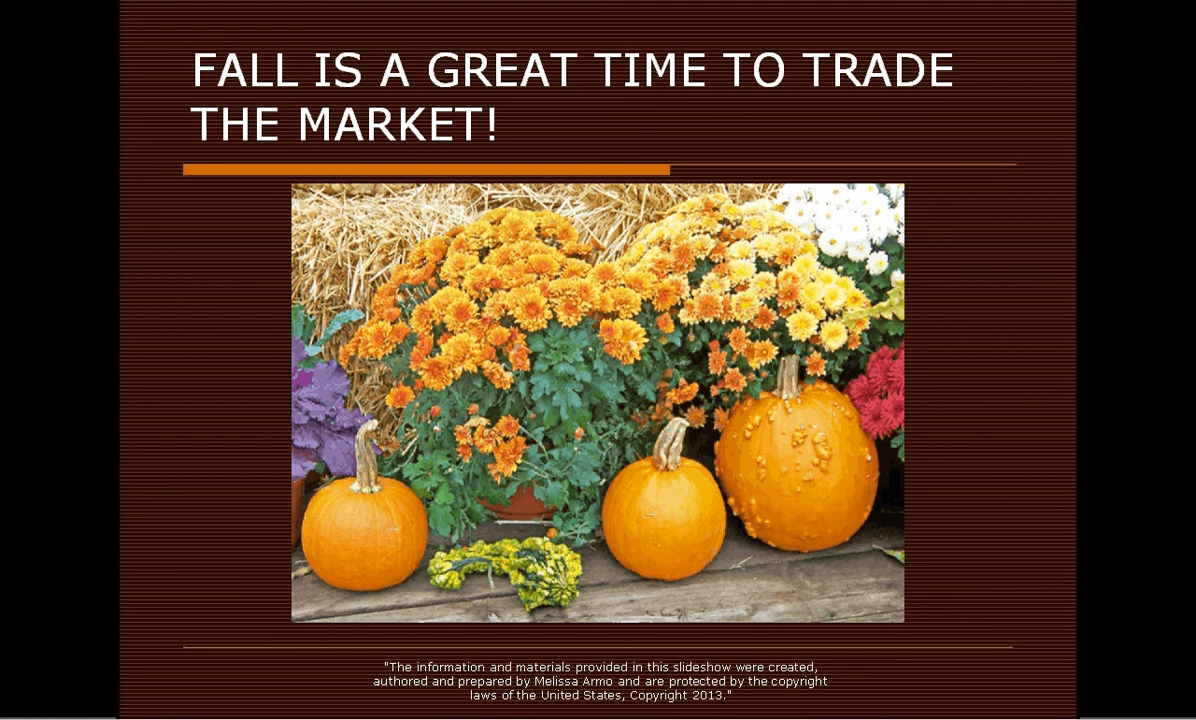 FALL IS A GREAT TIME TO TRADE
THE MARKET!
"The information and materials provided in this slideshow were created,
authored and prepared by Melissa Armo and are protected by the copyright
laws of the United States, Copyright 2013."